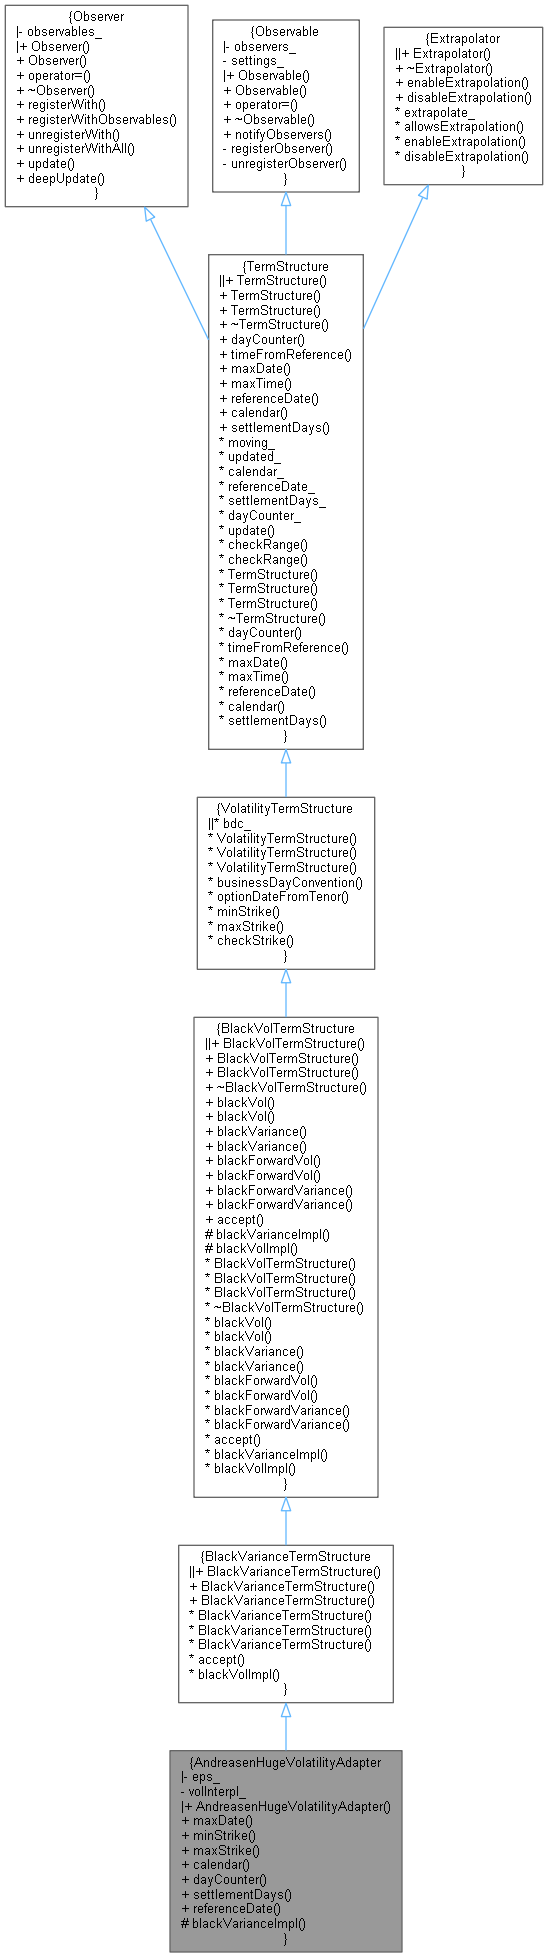 {Observer
|- observables_
|+ Observer()
+ Observer()
+ operator=()
+ ~Observer()
+ registerWith()
+ registerWithObservables()
+ unregisterWith()
+ unregisterWithAll()
+ update()
+ deepUpdate()
}
{Observable
|- observers_
- settings_
|+ Observable()
+ Observable()
+ operator=()
+ ~Observable()
+ notifyObservers()
- registerObserver()
- unregisterObserver()
}
{Extrapolator
||+ Extrapolator()
+ ~Extrapolator()
+ enableExtrapolation()
+ disableExtrapolation()
* extrapolate_
* allowsExtrapolation()
* enableExtrapolation()
* disableExtrapolation()
}
{TermStructure
||+ TermStructure()
+ TermStructure()
+ TermStructure()
+ ~TermStructure()
+ dayCounter()
+ timeFromReference()
+ maxDate()
+ maxTime()
+ referenceDate()
+ calendar()
+ settlementDays()
* moving_
* updated_
* calendar_
* referenceDate_
* settlementDays_
* dayCounter_
* update()
* checkRange()
* checkRange()
* TermStructure()
* TermStructure()
* TermStructure()
* ~TermStructure()
* dayCounter()
* timeFromReference()
* maxDate()
* maxTime()
* referenceDate()
* calendar()
* settlementDays()
}
{VolatilityTermStructure
||* bdc_
* VolatilityTermStructure()
* VolatilityTermStructure()
* VolatilityTermStructure()
* businessDayConvention()
* optionDateFromTenor()
* minStrike()
* maxStrike()
* checkStrike()
}
{BlackVolTermStructure
||+ BlackVolTermStructure()
+ BlackVolTermStructure()
+ BlackVolTermStructure()
+ ~BlackVolTermStructure()
+ blackVol()
+ blackVol()
+ blackVariance()
+ blackVariance()
+ blackForwardVol()
+ blackForwardVol()
+ blackForwardVariance()
+ blackForwardVariance()
+ accept()
# blackVarianceImpl()
# blackVolImpl()
* BlackVolTermStructure()
* BlackVolTermStructure()
* BlackVolTermStructure()
* ~BlackVolTermStructure()
* blackVol()
* blackVol()
* blackVariance()
* blackVariance()
* blackForwardVol()
* blackForwardVol()
* blackForwardVariance()
* blackForwardVariance()
* accept()
* blackVarianceImpl()
* blackVolImpl()
}
{BlackVarianceTermStructure
||+ BlackVarianceTermStructure()
+ BlackVarianceTermStructure()
+ BlackVarianceTermStructure()
* BlackVarianceTermStructure()
* BlackVarianceTermStructure()
* BlackVarianceTermStructure()
* accept()
* blackVolImpl()
}
{AndreasenHugeVolatilityAdapter
|- eps_
- volInterpl_
|+ AndreasenHugeVolatilityAdapter()
+ maxDate()
+ minStrike()
+ maxStrike()
+ calendar()
+ dayCounter()
+ settlementDays()
+ referenceDate()
# blackVarianceImpl()
}